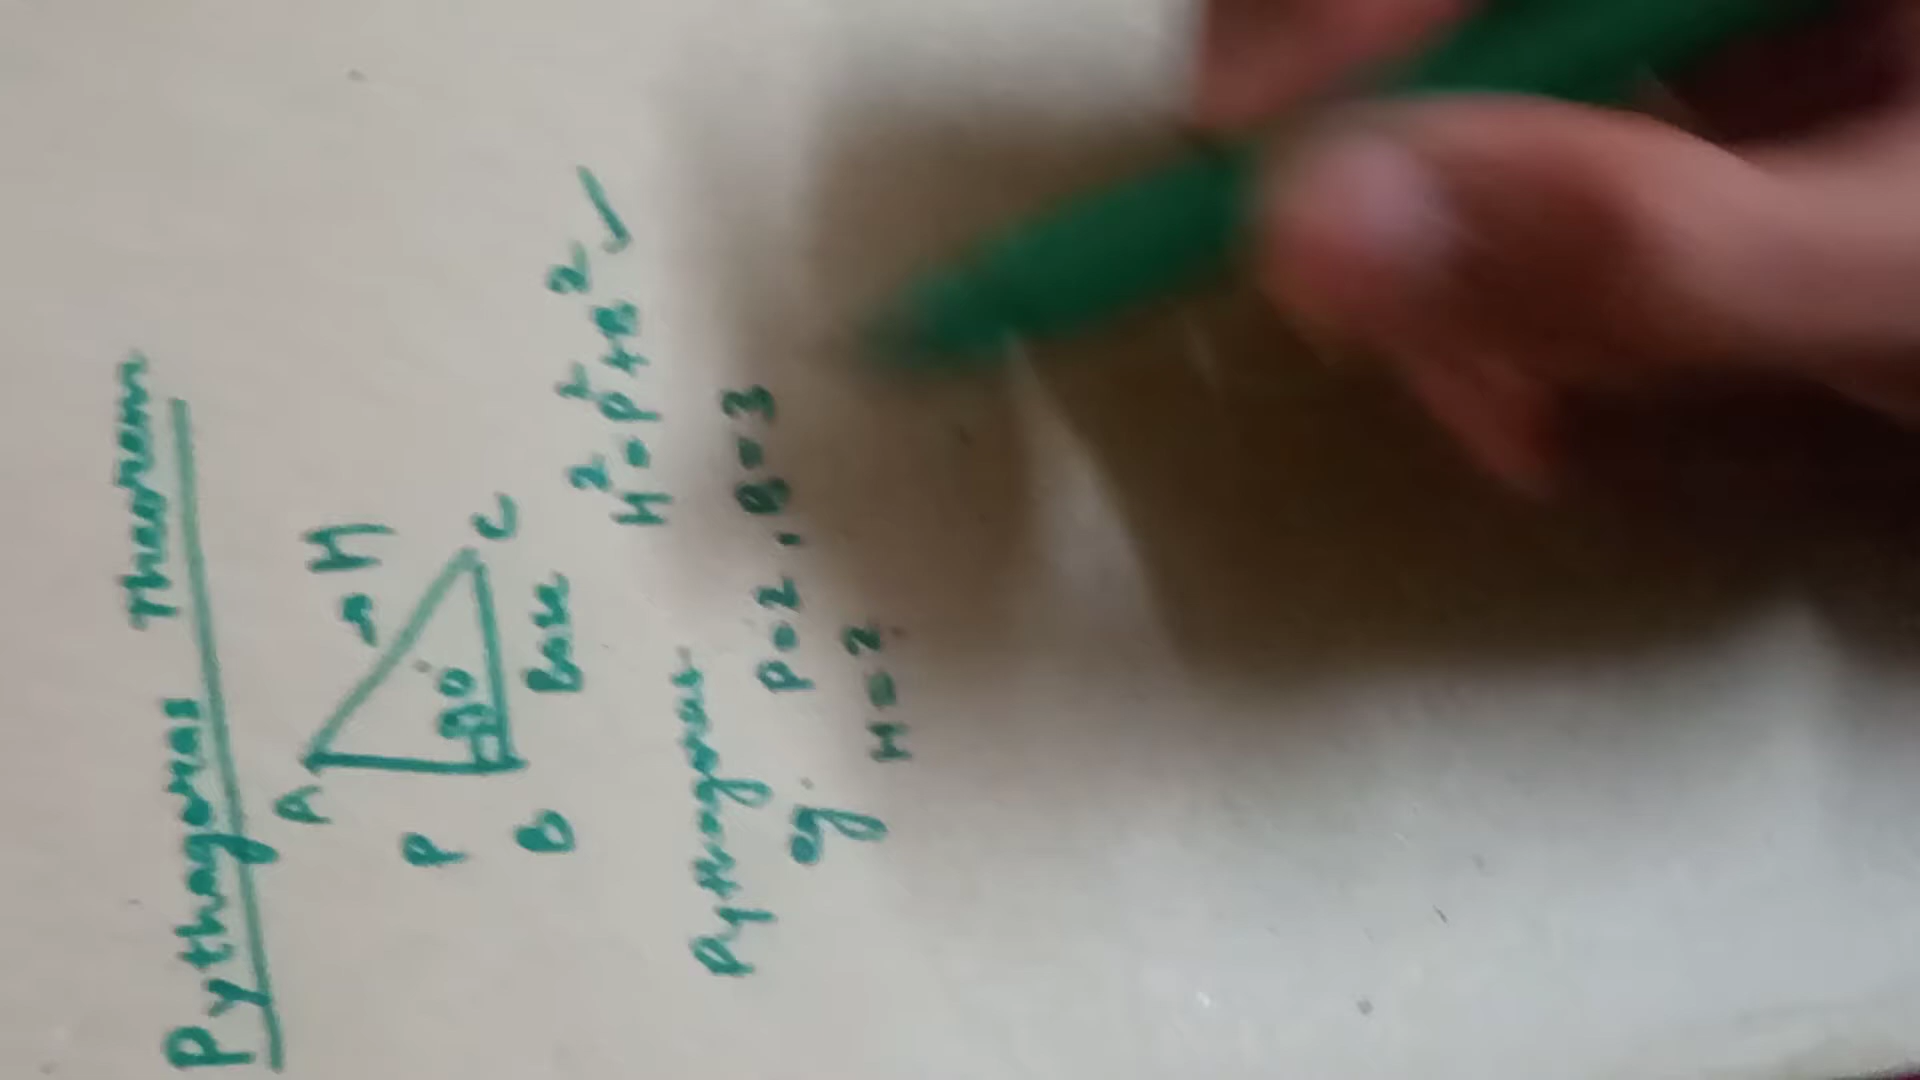 Pythagoras Theorem
A
→ H
P
90°
B
Base
C
H² = P² + B² ✓
Pythagoras
eg. P=2, B=3
H=?